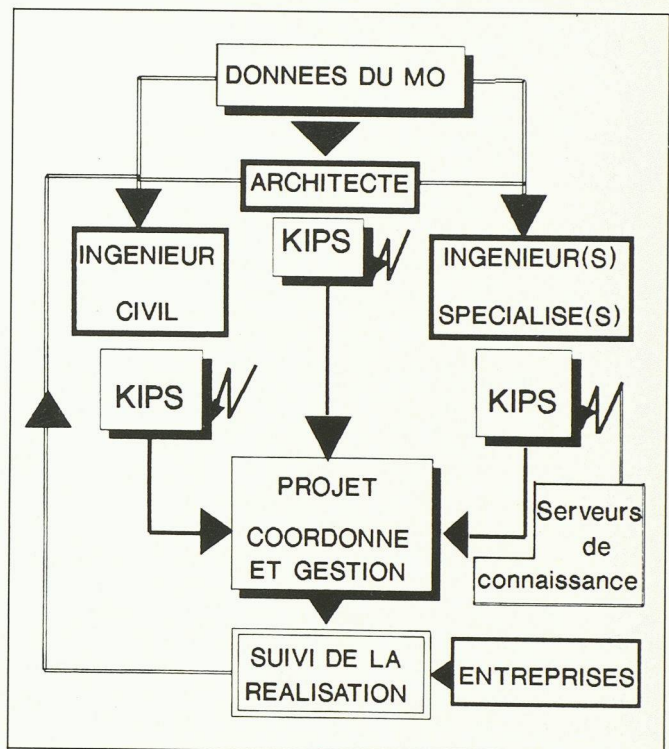 DONNEES DU MO
ARCHITECTE
KIPS
INGENIEUR
CIVIL
INGENIEUR(S)
SPECIALISE(S)
KIPS
KIPS
PROJET
COORDONNE
ET GESTION
Serveurs
de
connaissance
SUIVI DE LA
REALISATION
ENTREPRISES